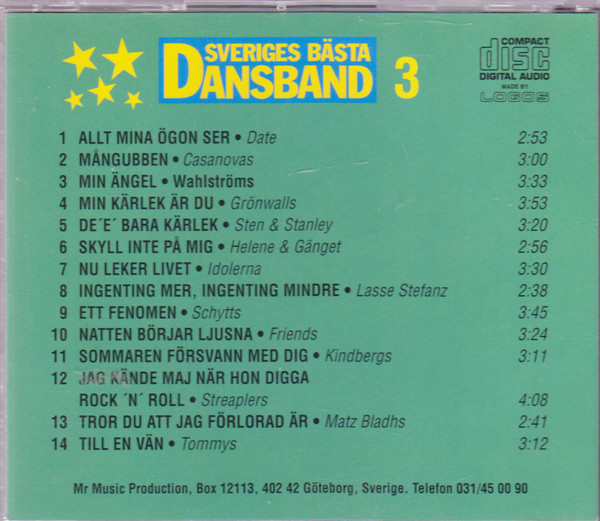 SVERIGES BÄSTA
DANSBAND 3
COMPACT
disc
DIGITAL AUDIO
MADE BY
LOGOS
1 ALLT MINA ÖGON SER • Date 2:53
2 MÅNGUBBEN • Casanovas 3:00
3 MIN ÄNGEL • Wahlströms 3:33
4 MIN KÄRLEK ÄR DU • Grönwalls 3:53
5 DE´E´ BARA KÄRLEK • Sten & Stanley 3:20
6 SKYLL INTE PÅ MIG • Helene & Gänget 2:56
7 NU LEKER LIVET • Idolerna 3:30
8 INGENTING MER, INGENTING MINDRE • Lasse Stefanz 2:38
9 ETT FENOMEN • Schytts 3:45
10 NATTEN BÖRJAR LJUSNA • Friends 3:24
11 SOMMAREN FÖRSVANN MED DIG • Kindbergs 3:11
12 JAG KÄNDE MAJ NÄR HON DIGGA
ROCK ´N´ ROLL • Streaplers 4:08
13 TROR DU ATT JAG FÖRLORAD ÄR • Matz Bladhs 2:41
14 TILL EN VÄN • Tommys 3:12
Mr Music Production, Box 12113, 402 42 Göteborg, Sverige. Telefon 031/45 00 90